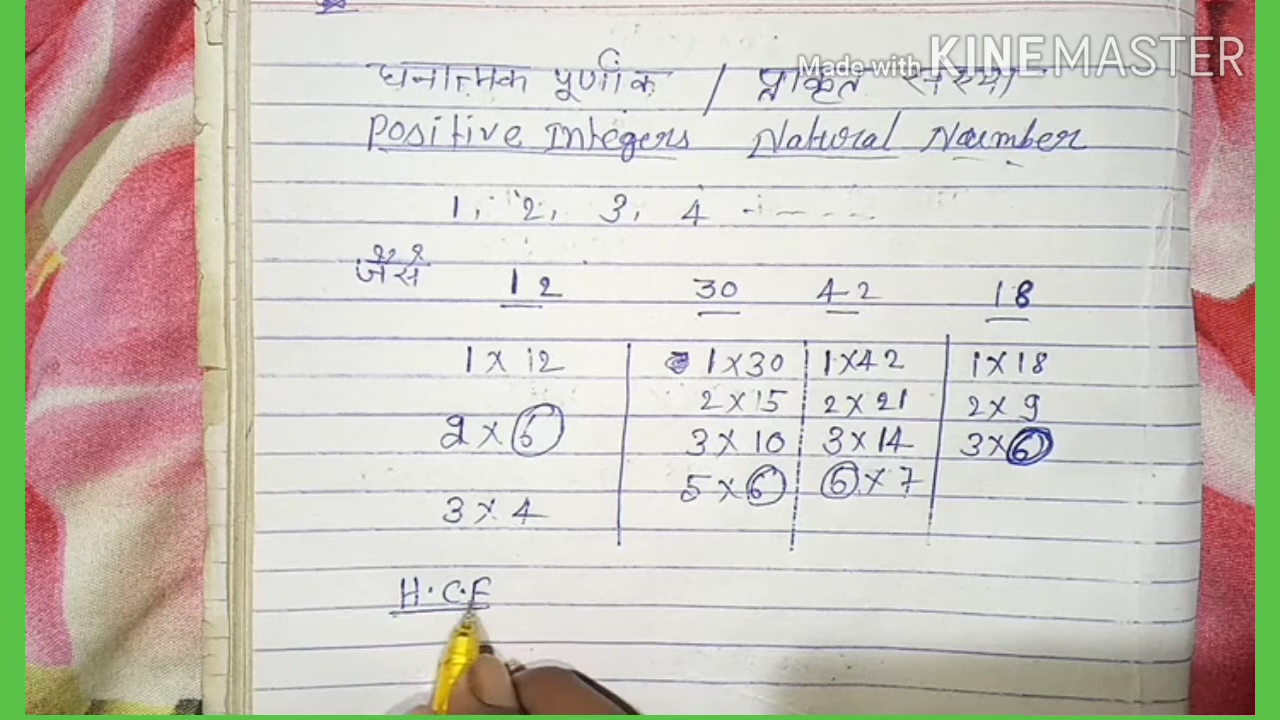 Made with KINEMASTER
धनात्मक पूर्णांक / प्राकृत संख्या
Positive Integers Natural Number
1, 2, 3, 4 -----
जैसे 12 30 42 18
1 x 12 1 x 30 1 x 42 1 x 18
2 x 15 2 x 21 2 x 9
2 x 6 3 x 10 3 x 14 3 x 6
5 x 6 6 x 7
3 x 4
H.C.F